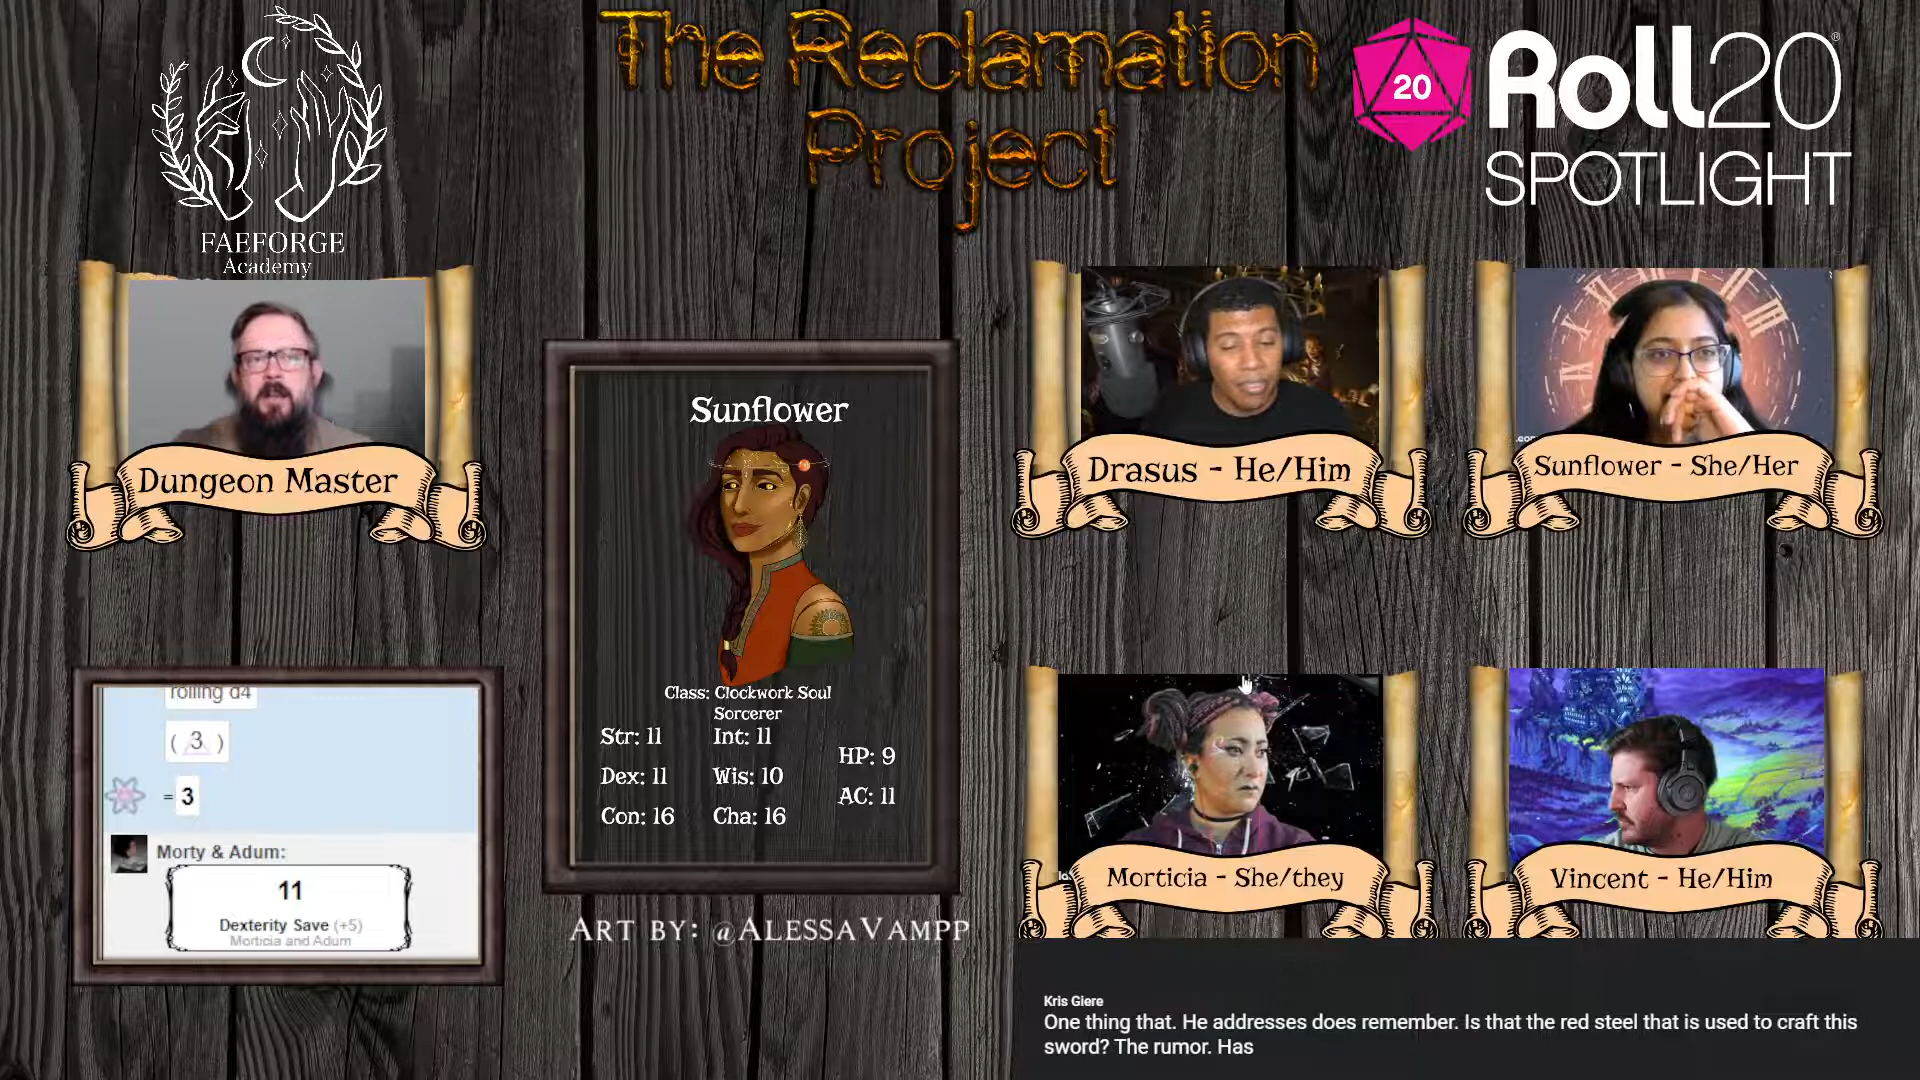 The Reclamation
Project
20
Roll20®
SPOTLIGHT
FAEFORGE
Academy
Dungeon Master
Drasus - He/Him
Sunflower - She/Her
Sunflower
Class: Clockwork Soul
Sorcerer
Str: 11 Int: 11
HP: 9
Dex: 11 Wis: 10
AC: 11
Con: 16 Cha: 16
rolling d4
( 3 )
= 3
Morty & Adum:
11
Dexterity Save (+5)
Morticia and Adum
ART BY: @ALESSAVAMPP
Morticia - She/they
Vincent - He/Him
Kris Giere
One thing that. He addresses does remember. Is that the red steel that is used to craft this
sword? The rumor. Has